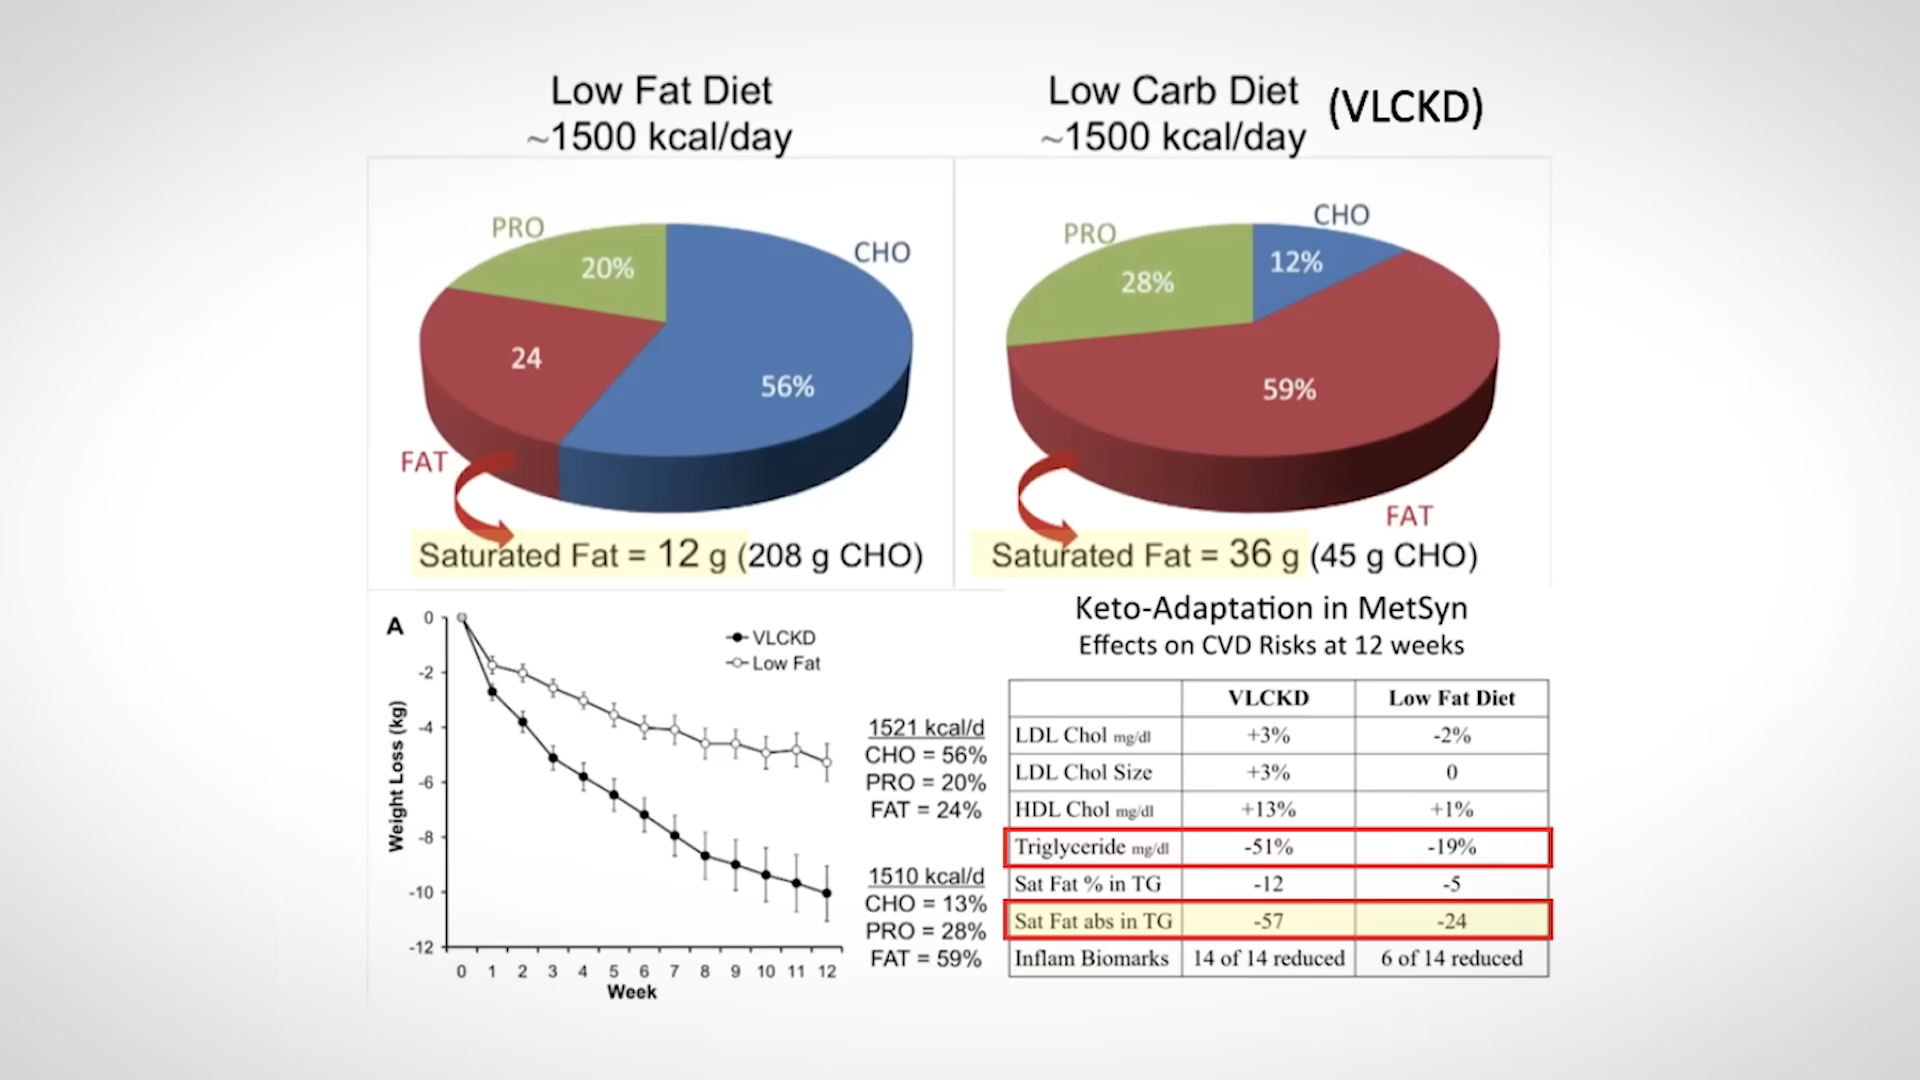 Low Fat Diet
~1500 kcal/day
Low Carb Diet (VLCKD)
~1500 kcal/day
PRO
20%
CHO
24
56%
FAT
Saturated Fat = 12 g (208 g CHO)
CHO
PRO
12%
28%
59%
FAT
Saturated Fat = 36 g (45 g CHO)
A
Weight Loss (kg)
0
-2
-4
-6
-8
-10
-12
VLCKD
Low Fat
0 1 2 3 4 5 6 7 8 9 10 11 12
Week
1521 kcal/d
CHO = 56%
PRO = 20%
FAT = 24%
1510 kcal/d
CHO = 13%
PRO = 28%
FAT = 59%
Keto-Adaptation in MetSyn
Effects on CVD Risks at 12 weeks
VLCKD Low Fat Diet
LDL Chol mg/dl +3% -2%
LDL Chol Size +3% 0
HDL Chol mg/dl +13% +1%
Triglyceride mg/dl -51% -19%
Sat Fat % in TG -12 -5
Sat Fat abs in TG -57 -24
Inflam Biomarks 14 of 14 reduced 6 of 14 reduced